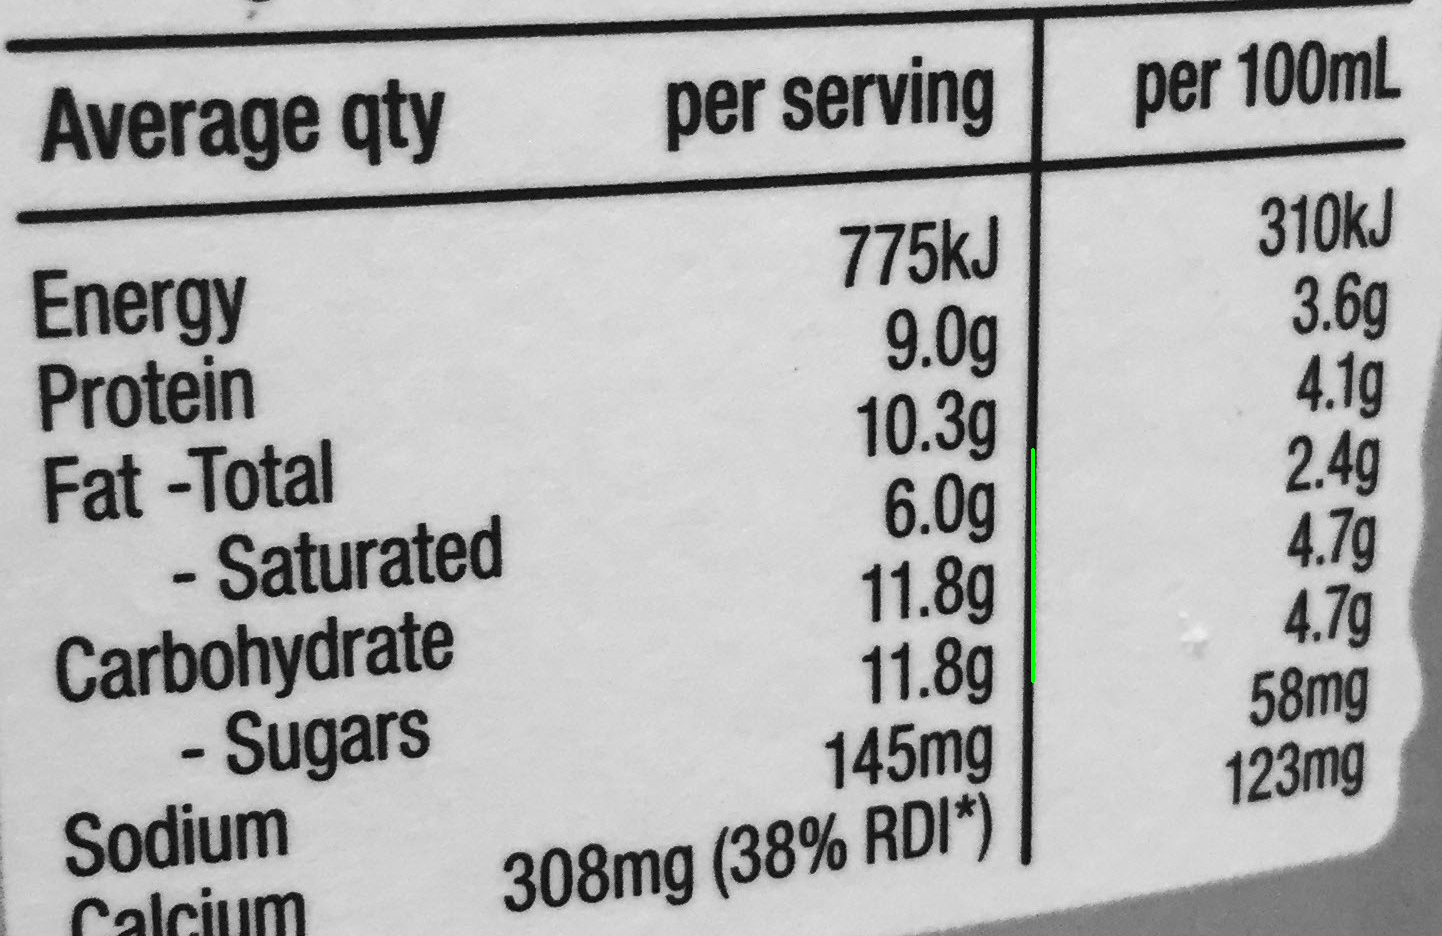 Average qty per serving per 100mL
Energy 775kJ 310kJ
Protein 9.0g 3.6g
Fat -Total 10.3g 4.1g
- Saturated 6.0g 2.4g
Carbohydrate 11.8g 4.7g
- Sugars 11.8g 4.7g
Sodium 145mg 58mg
Calcium 308mg (38% RDI*) 123mg